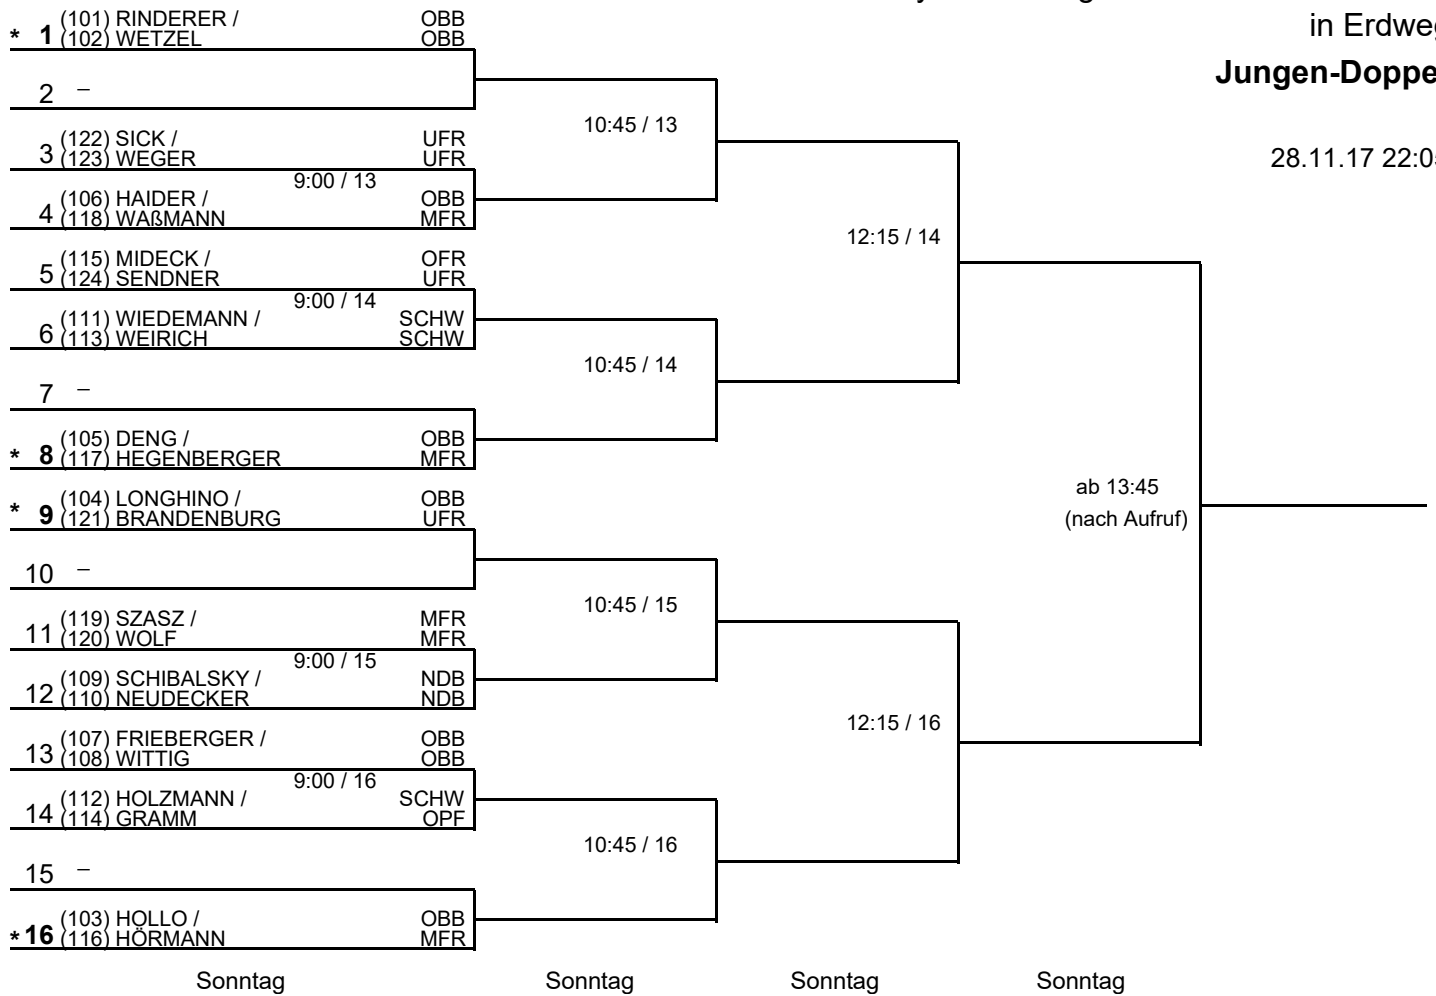 in Erdweg
Jungen-Doppe
28.11.17 22:0
(101) RINDERER / OBB
* 1 (102) WETZEL OBB
2 –
(122) SICK / UFR
3 (123) WEGER UFR
9:00 / 13
(106) HAIDER / OBB
4 (118) WAßMANN MFR
(115) MIDECK / OFR
5 (124) SENDNER UFR
9:00 / 14
(111) WIEDEMANN / SCHW
6 (113) WEIRICH SCHW
7 –
(105) DENG / OBB
* 8 (117) HEGENBERGER MFR
(104) LONGHINO / OBB
* 9 (121) BRANDENBURG UFR
10 –
(119) SZASZ / MFR
11 (120) WOLF MFR
9:00 / 15
(109) SCHIBALSKY / NDB
12 (110) NEUDECKER NDB
(107) FRIEBERGER / OBB
13 (108) WITTIG OBB
9:00 / 16
(112) HOLZMANN / SCHW
14 (114) GRAMM OPF
15 –
(103) HOLLO / OBB
* 16 (116) HÖRMANN MFR
10:45 / 13
10:45 / 14
10:45 / 15
10:45 / 16
12:15 / 14
12:15 / 16
ab 13:45
(nach Aufruf)
Sonntag Sonntag Sonntag Sonntag